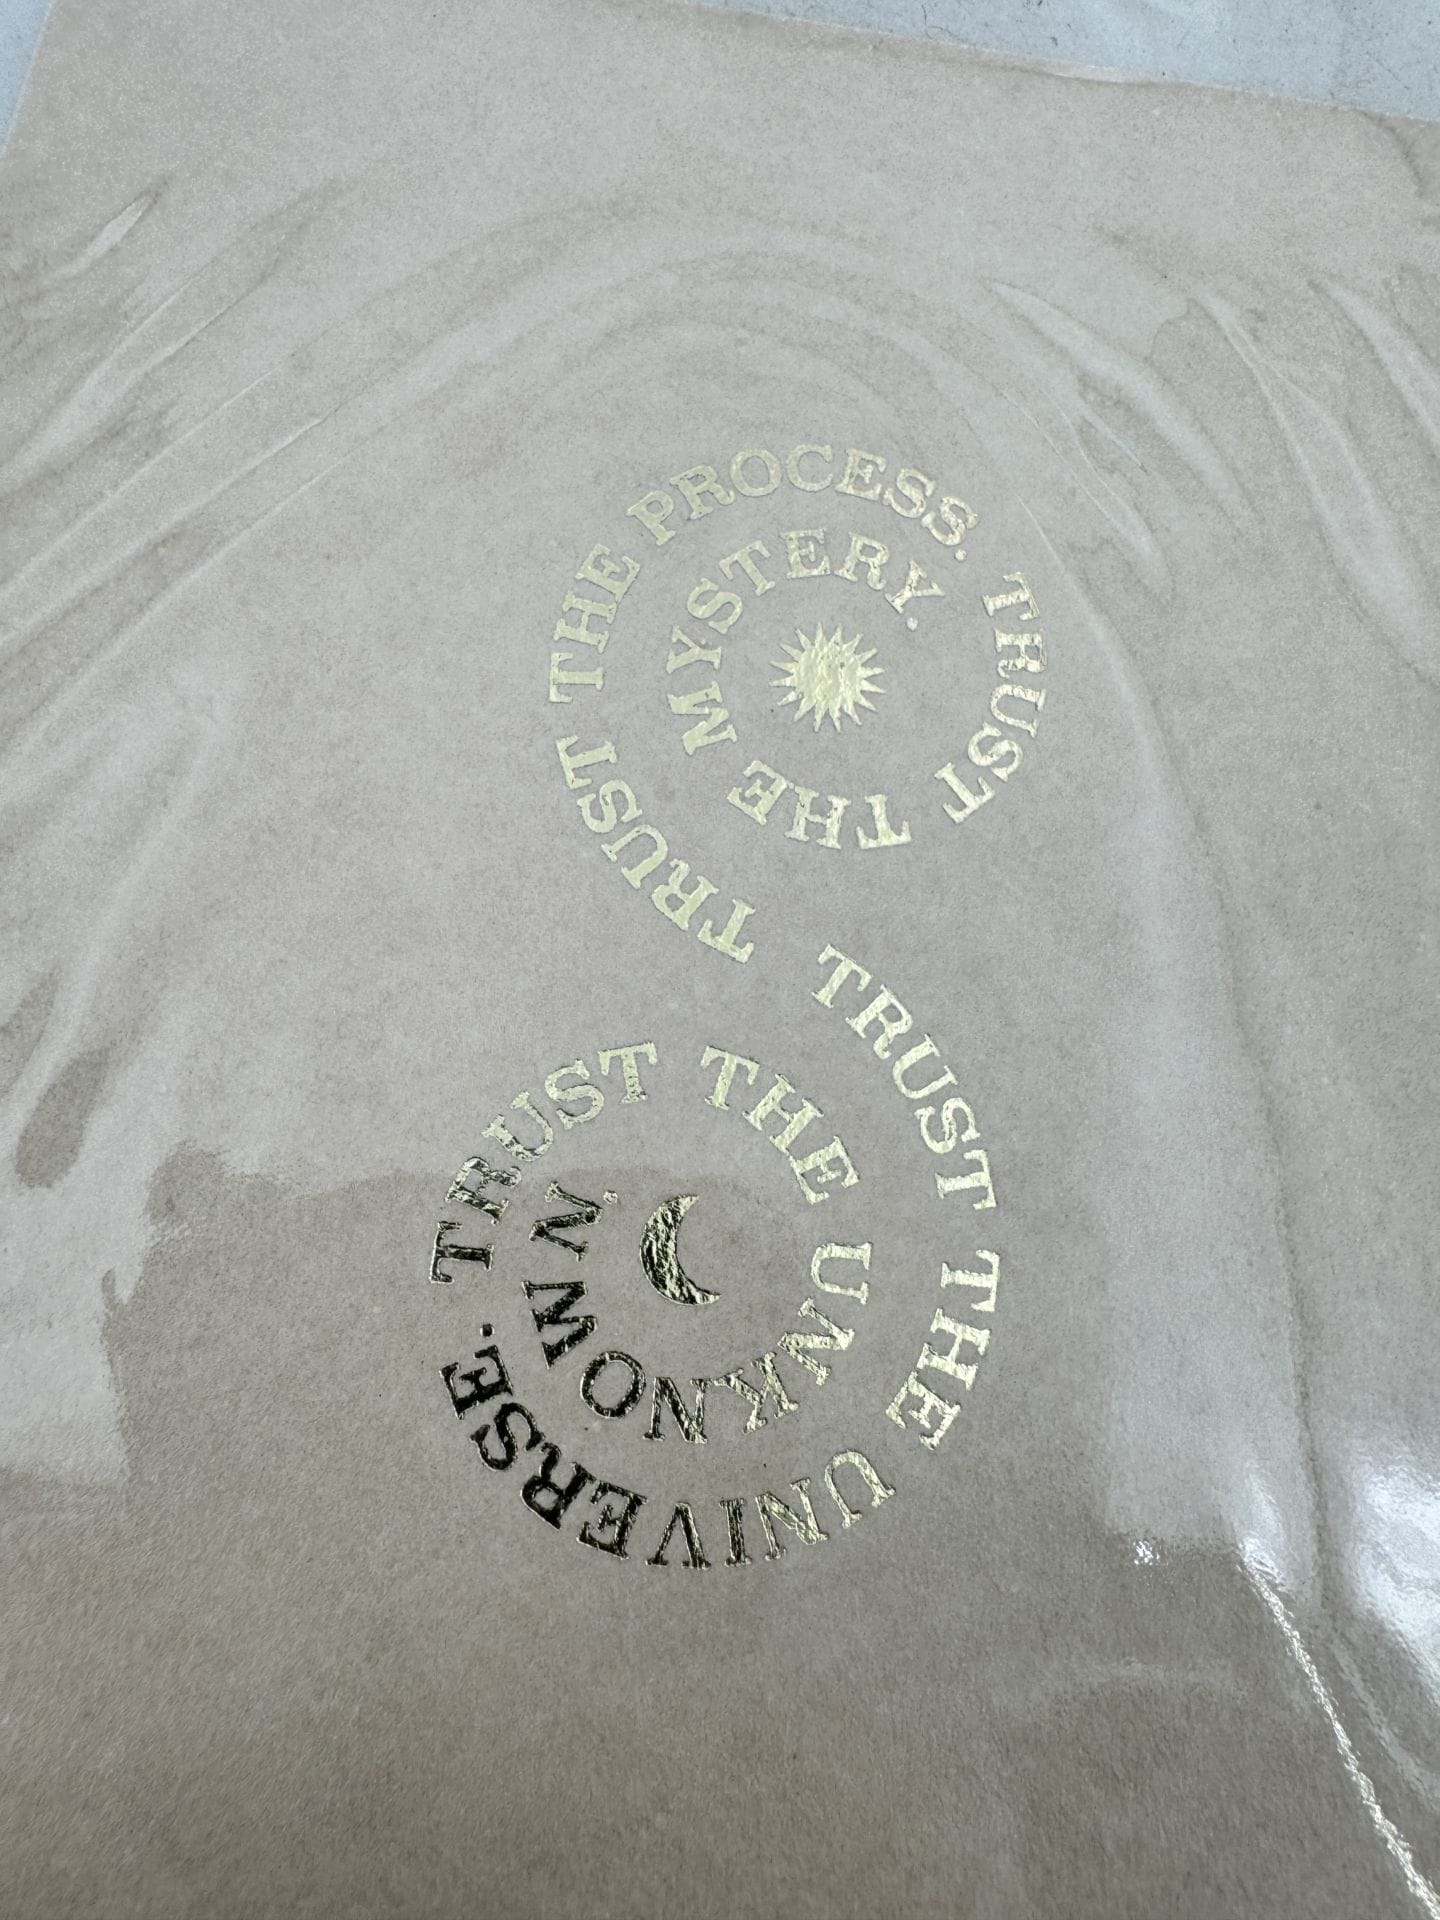 TRUST THE PROCESS. TRUST THE MYSTERY.
TRUST THE UNIVERSE. TRUST THE UNKNOWN.